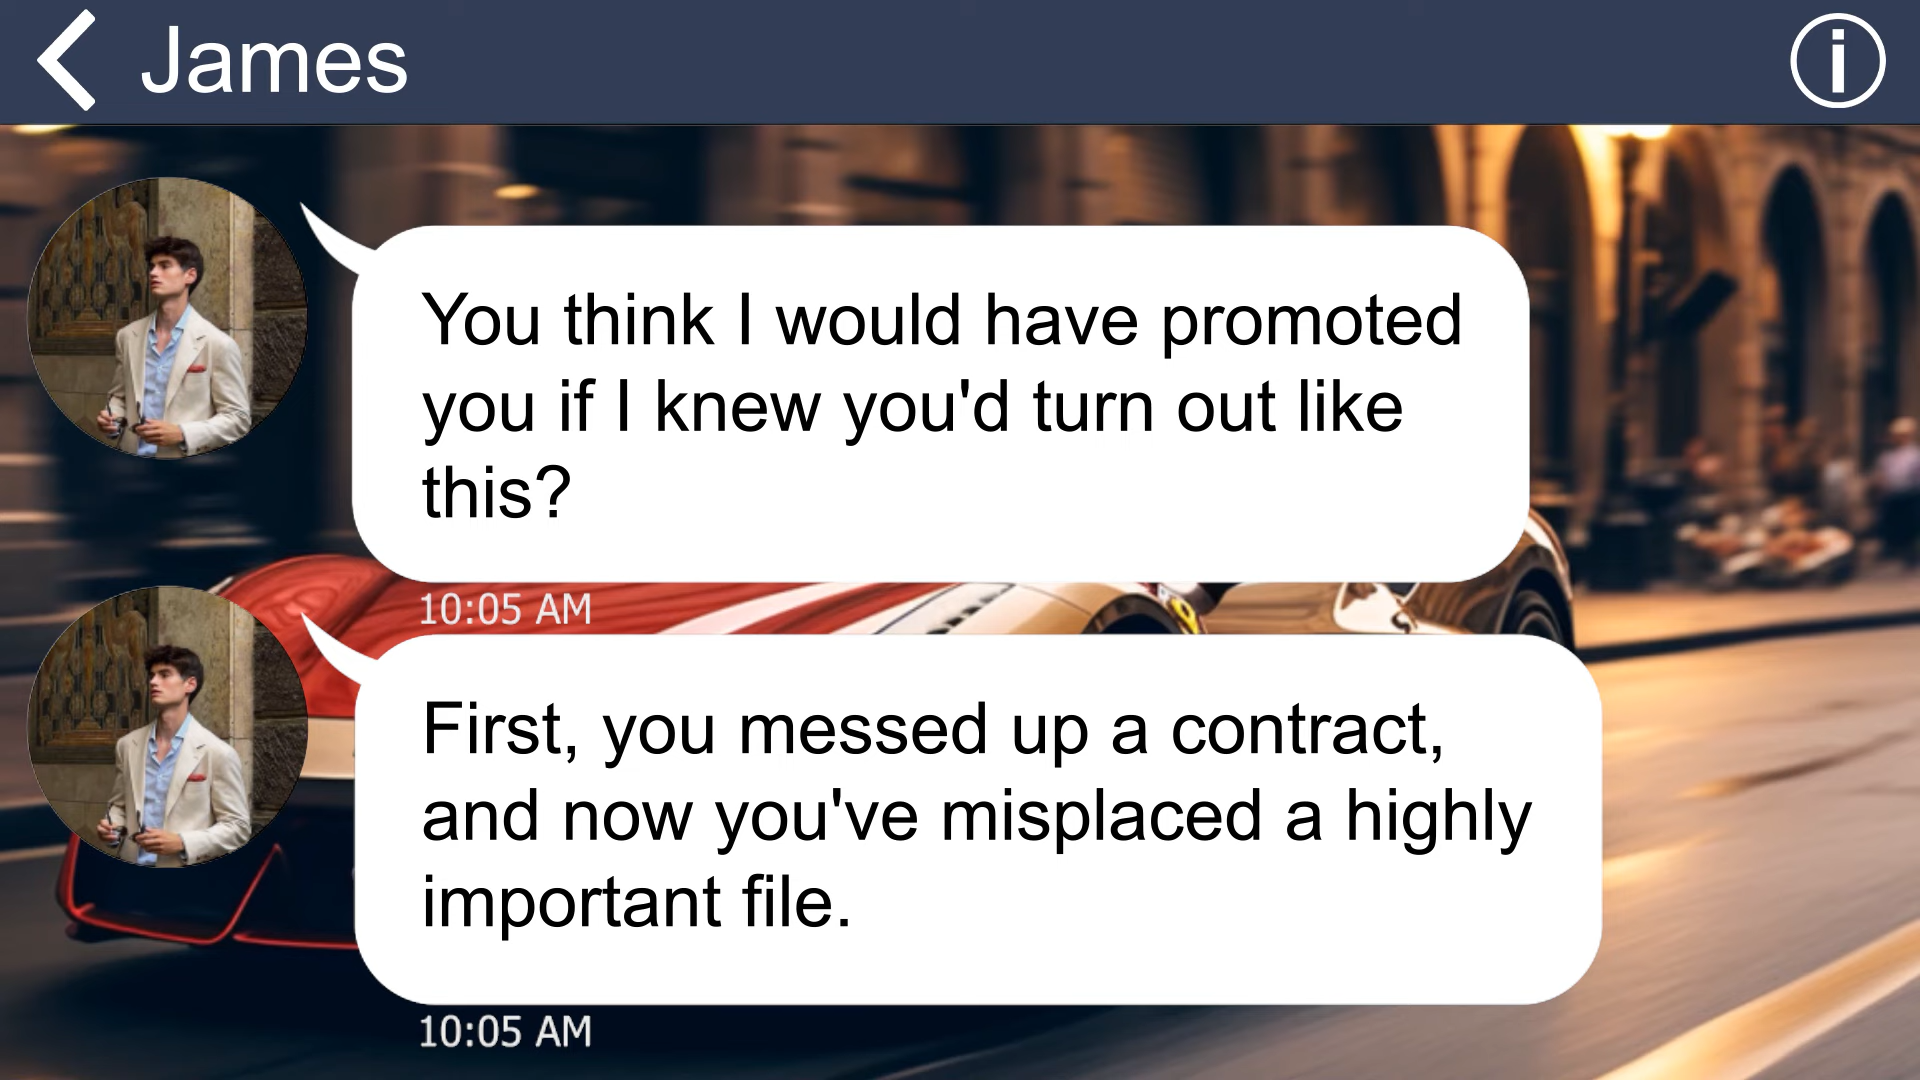 James
You think I would have promoted
you if I knew you'd turn out like
this?
10:05 AM
First, you messed up a contract,
and now you've misplaced a highly
important file.
10:05 AM